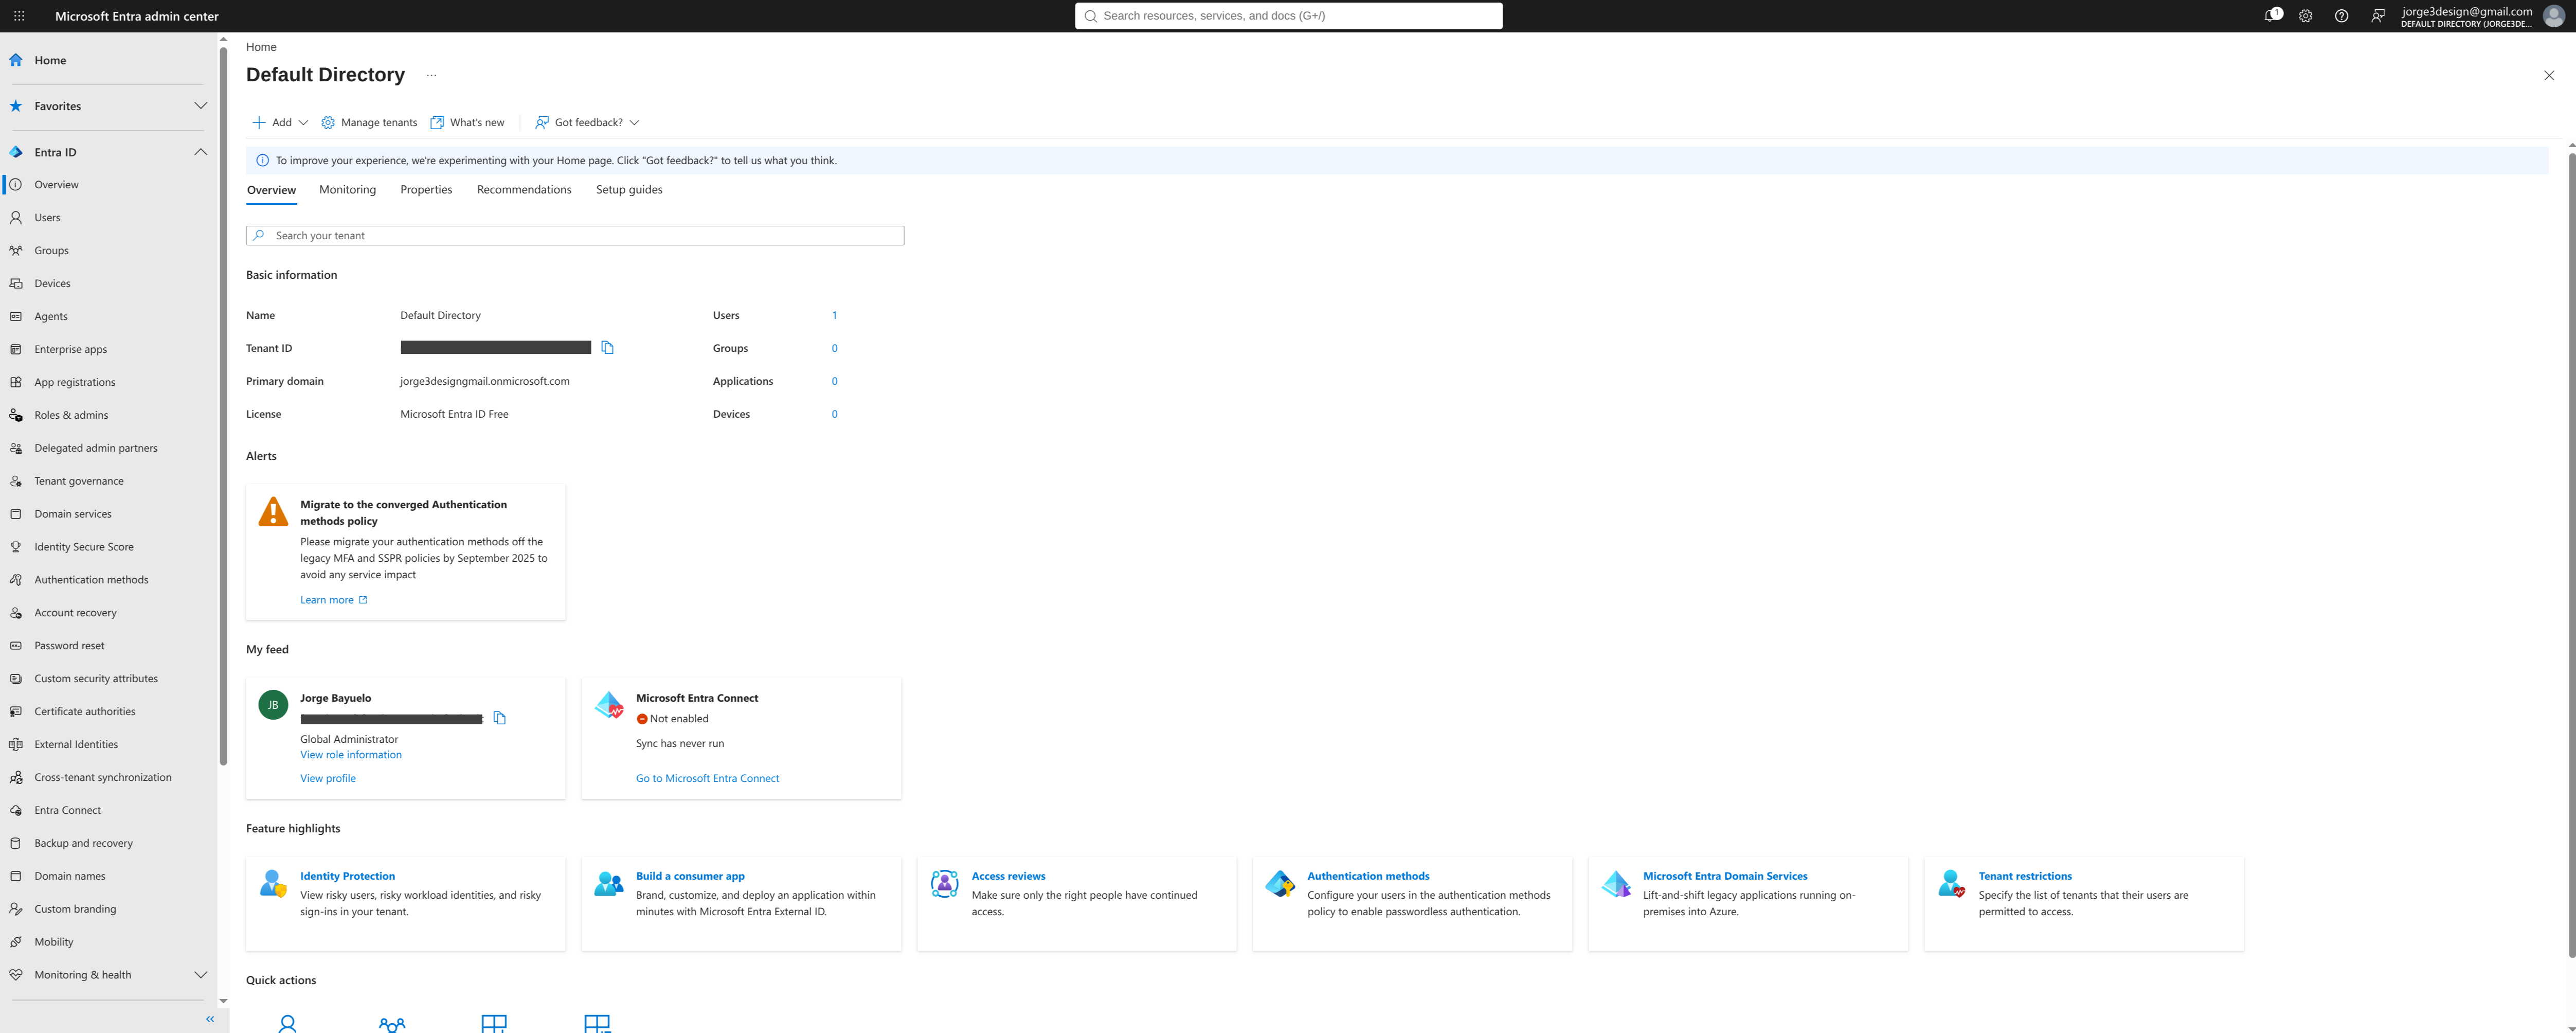 Microsoft Entra admin center
Search resources, services, and docs (G+/)
1
jorge3design@gmail.com
DEFAULT DIRECTORY (JORGE3DE...
Home
Favorites
Entra ID
Overview
Users
Groups
Devices
Agents
Enterprise apps
App registrations
Roles & admins
Delegated admin partners
Tenant governance
Domain services
Identity Secure Score
Authentication methods
Account recovery
Password reset
Custom security attributes
Certificate authorities
External Identities
Cross-tenant synchronization
Entra Connect
Backup and recovery
Domain names
Custom branding
Mobility
Monitoring & health
Home
Default Directory ...
Add
Manage tenants
What's new
Got feedback?
To improve your experience, we're experimenting with your Home page. Click "Got feedback?" to tell us what you think.
Overview
Monitoring
Properties
Recommendations
Setup guides
Search your tenant
Basic information
Name Default Directory Users 1
Tenant ID Groups 0
Primary domain jorge3designgmail.onmicrosoft.com Applications 0
License Microsoft Entra ID Free Devices 0
Alerts
Migrate to the converged Authentication
methods policy
Please migrate your authentication methods off the
legacy MFA and SSPR policies by September 2025 to
avoid any service impact
Learn more
My feed
JB
Jorge Bayuelo
Global Administrator
View role information
View profile
Microsoft Entra Connect
Not enabled
Sync has never run
Go to Microsoft Entra Connect
Feature highlights
Identity Protection
View risky users, risky workload identities, and risky
sign-ins in your tenant.
Build a consumer app
Brand, customize, and deploy an application within
minutes with Microsoft Entra External ID.
Access reviews
Make sure only the right people have continued
access.
Authentication methods
Configure your users in the authentication methods
policy to enable passwordless authentication.
Microsoft Entra Domain Services
Lift-and-shift legacy applications running on-
premises into Azure.
Tenant restrictions
Specify the list of tenants that their users are
permitted to access.
Quick actions